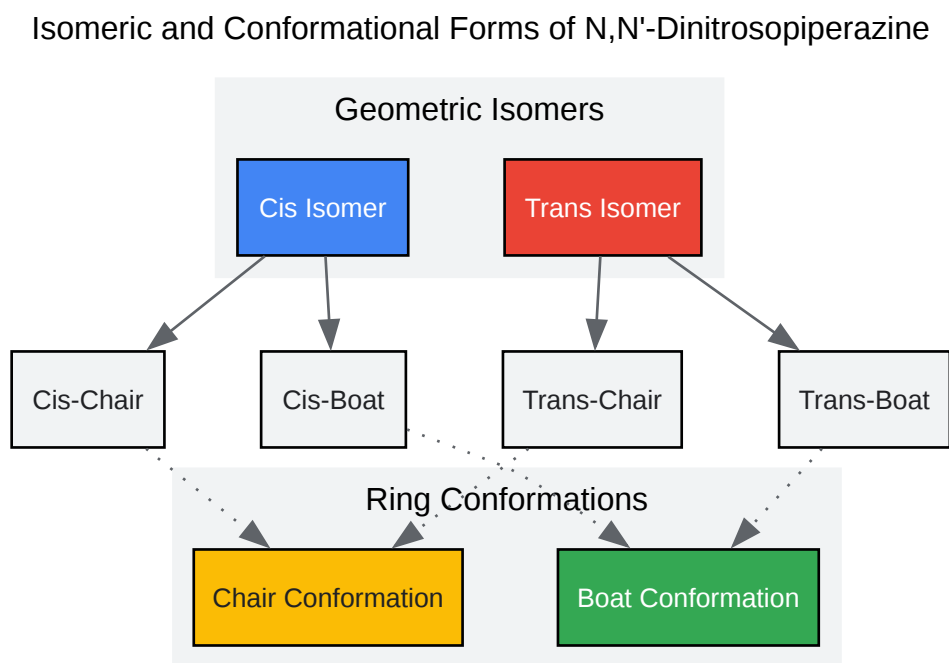 Isomeric and Conformational Forms of N,N'-Dinitrosopiperazine
Geometric Isomers
Cis Isomer
Trans Isomer
Cis-Chair
Cis-Boat
Trans-Chair
Trans-Boat
Ring Conformations
Chair Conformation
Boat Conformation